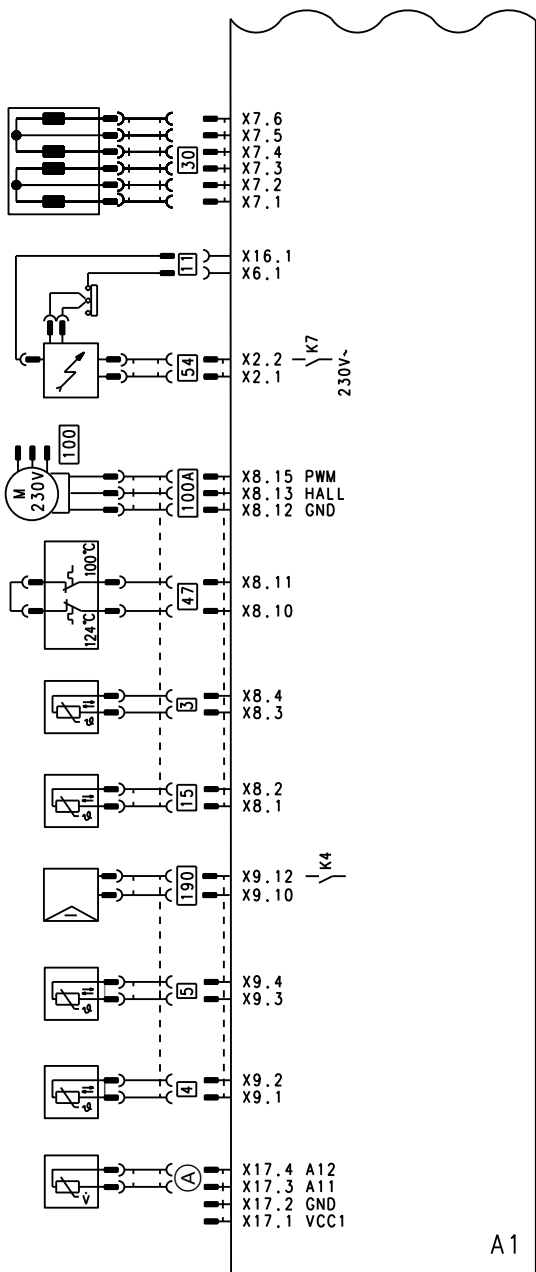 X7.6
X7.5
X7.4
X7.3
X7.2
X7.1
30
X16.1
X6.1
11
X2.2
X2.1
54
K7
230V~
100
M
230V
100A
X8.15 PWM
X8.13 HALL
X8.12 GND
100°C
124°C
47
X8.11
X8.10
ϑ
3
X8.4
X8.3
ϑ
15
X8.2
X8.1
190
X9.12
X9.10
K4
ϑ
5
X9.4
X9.3
ϑ
4
X9.2
X9.1
V̇
A
X17.4 A12
X17.3 A11
X17.2 GND
X17.1 VCC1
A1